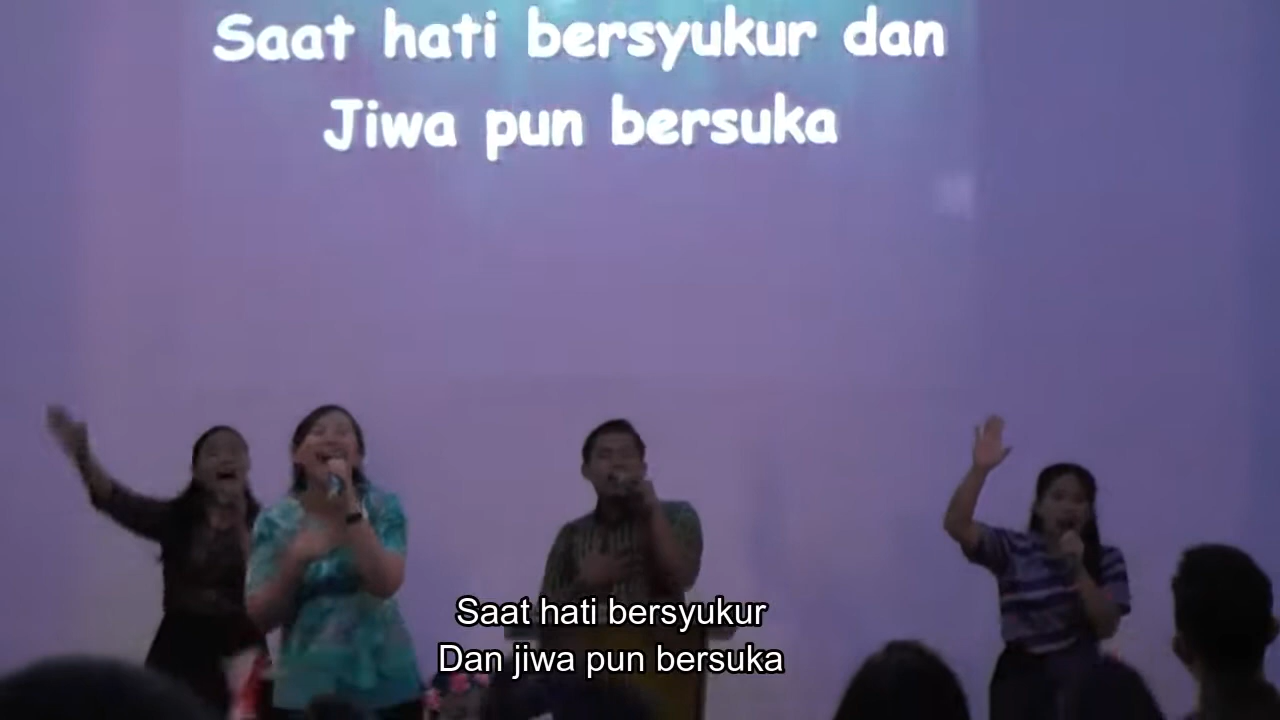 Saat hati bersyukur dan
Jiwa pun bersuka
Saat hati bersyukur
Dan jiwa pun bersuka